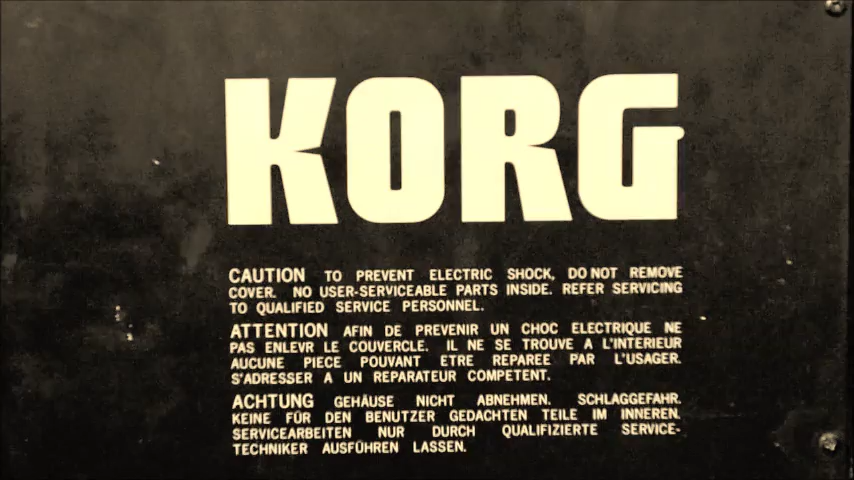 KORG
CAUTION TO PREVENT ELECTRIC SHOCK, DO NOT REMOVE
COVER. NO USER-SERVICEABLE PARTS INSIDE. REFER SERVICING
TO QUALIFIED SERVICE PERSONNEL.
ATTENTION AFIN DE PREVENIR UN CHOC ELECTRIQUE NE
PAS ENLEVR LE COUVERCLE. IL NE SE TROUVE A L'INTERIEUR
AUCUNE PIECE POUVANT ETRE REPAREE PAR L'USAGER.
S'ADRESSER A UN REPARATEUR COMPETENT.
ACHTUNG GEHÄUSE NICHT ABNEHMEN. SCHLAGGEFAHR.
KEINE FÜR DEN BENUTZER GEDACHTEN TEILE IM INNEREN.
SERVICEARBEITEN NUR DURCH QUALIFIZIERTE SERVICE-
TECHNIKER AUSFÜHREN LASSEN.